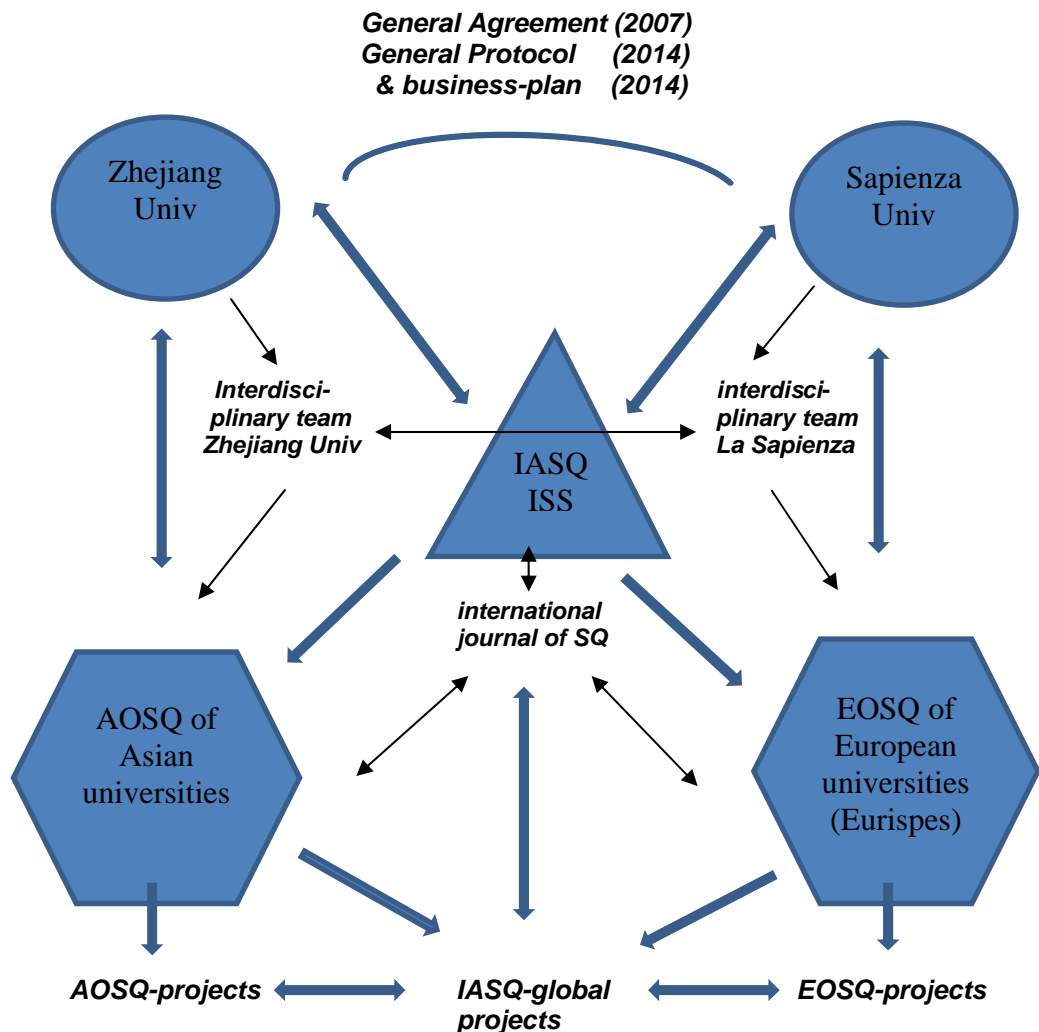 General Agreement (2007)
General Protocol (2014)
& business-plan (2014)
Zhejiang
Univ
Sapienza
Univ
Interdisci-
plinary team
Zhejiang Univ
interdisci-
plinary team
La Sapienza
IASQ
ISS
international
journal of SQ
AOSQ of
Asian
universities
EOSQ of
European
universities
(Eurispes)
AOSQ-projects
IASQ-global
projects
EOSQ-projects